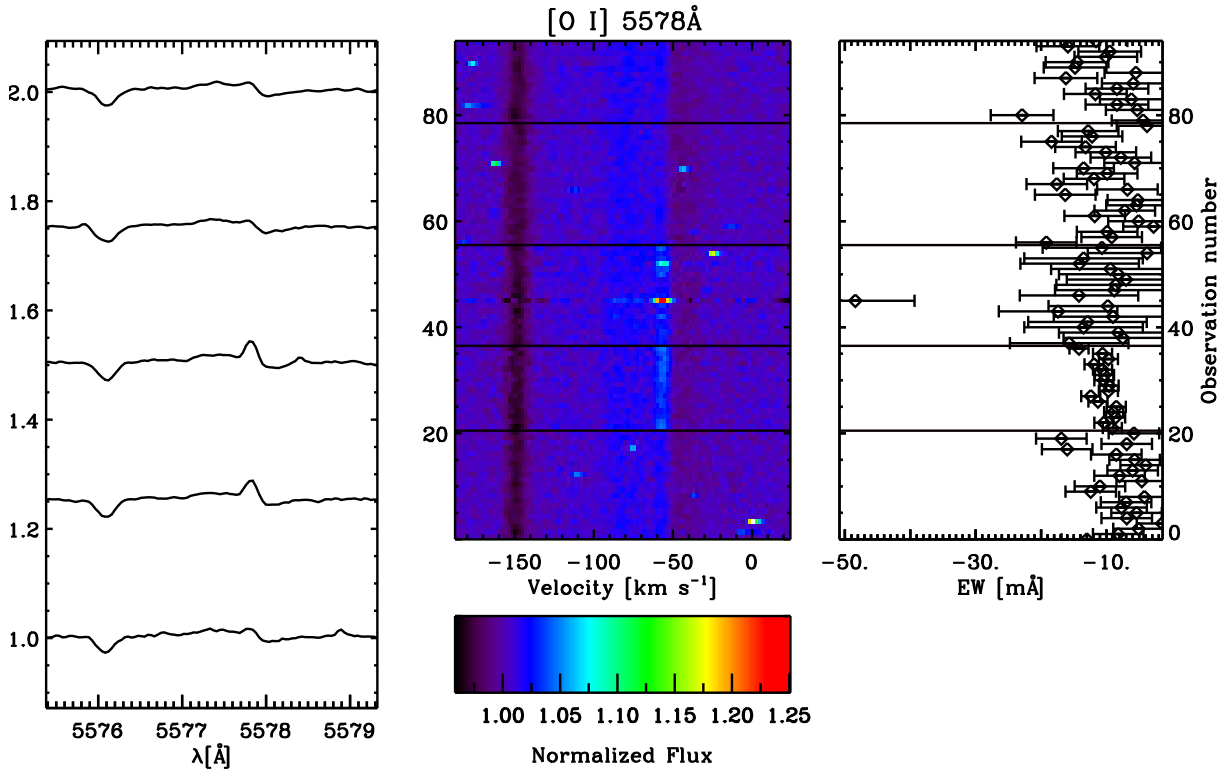 [O I] 5578Å
2.0
1.8
1.6
1.4
1.2
1.0
5576 5577 5578 5579
λ[Å]
80
60
40
20
−150 −100 −50 0
Velocity [km s⁻¹]
1.00 1.05 1.10 1.15 1.20 1.25
Normalized Flux
80
60
40
20
0
Observation number
−50. −30. −10.
EW [mÅ]